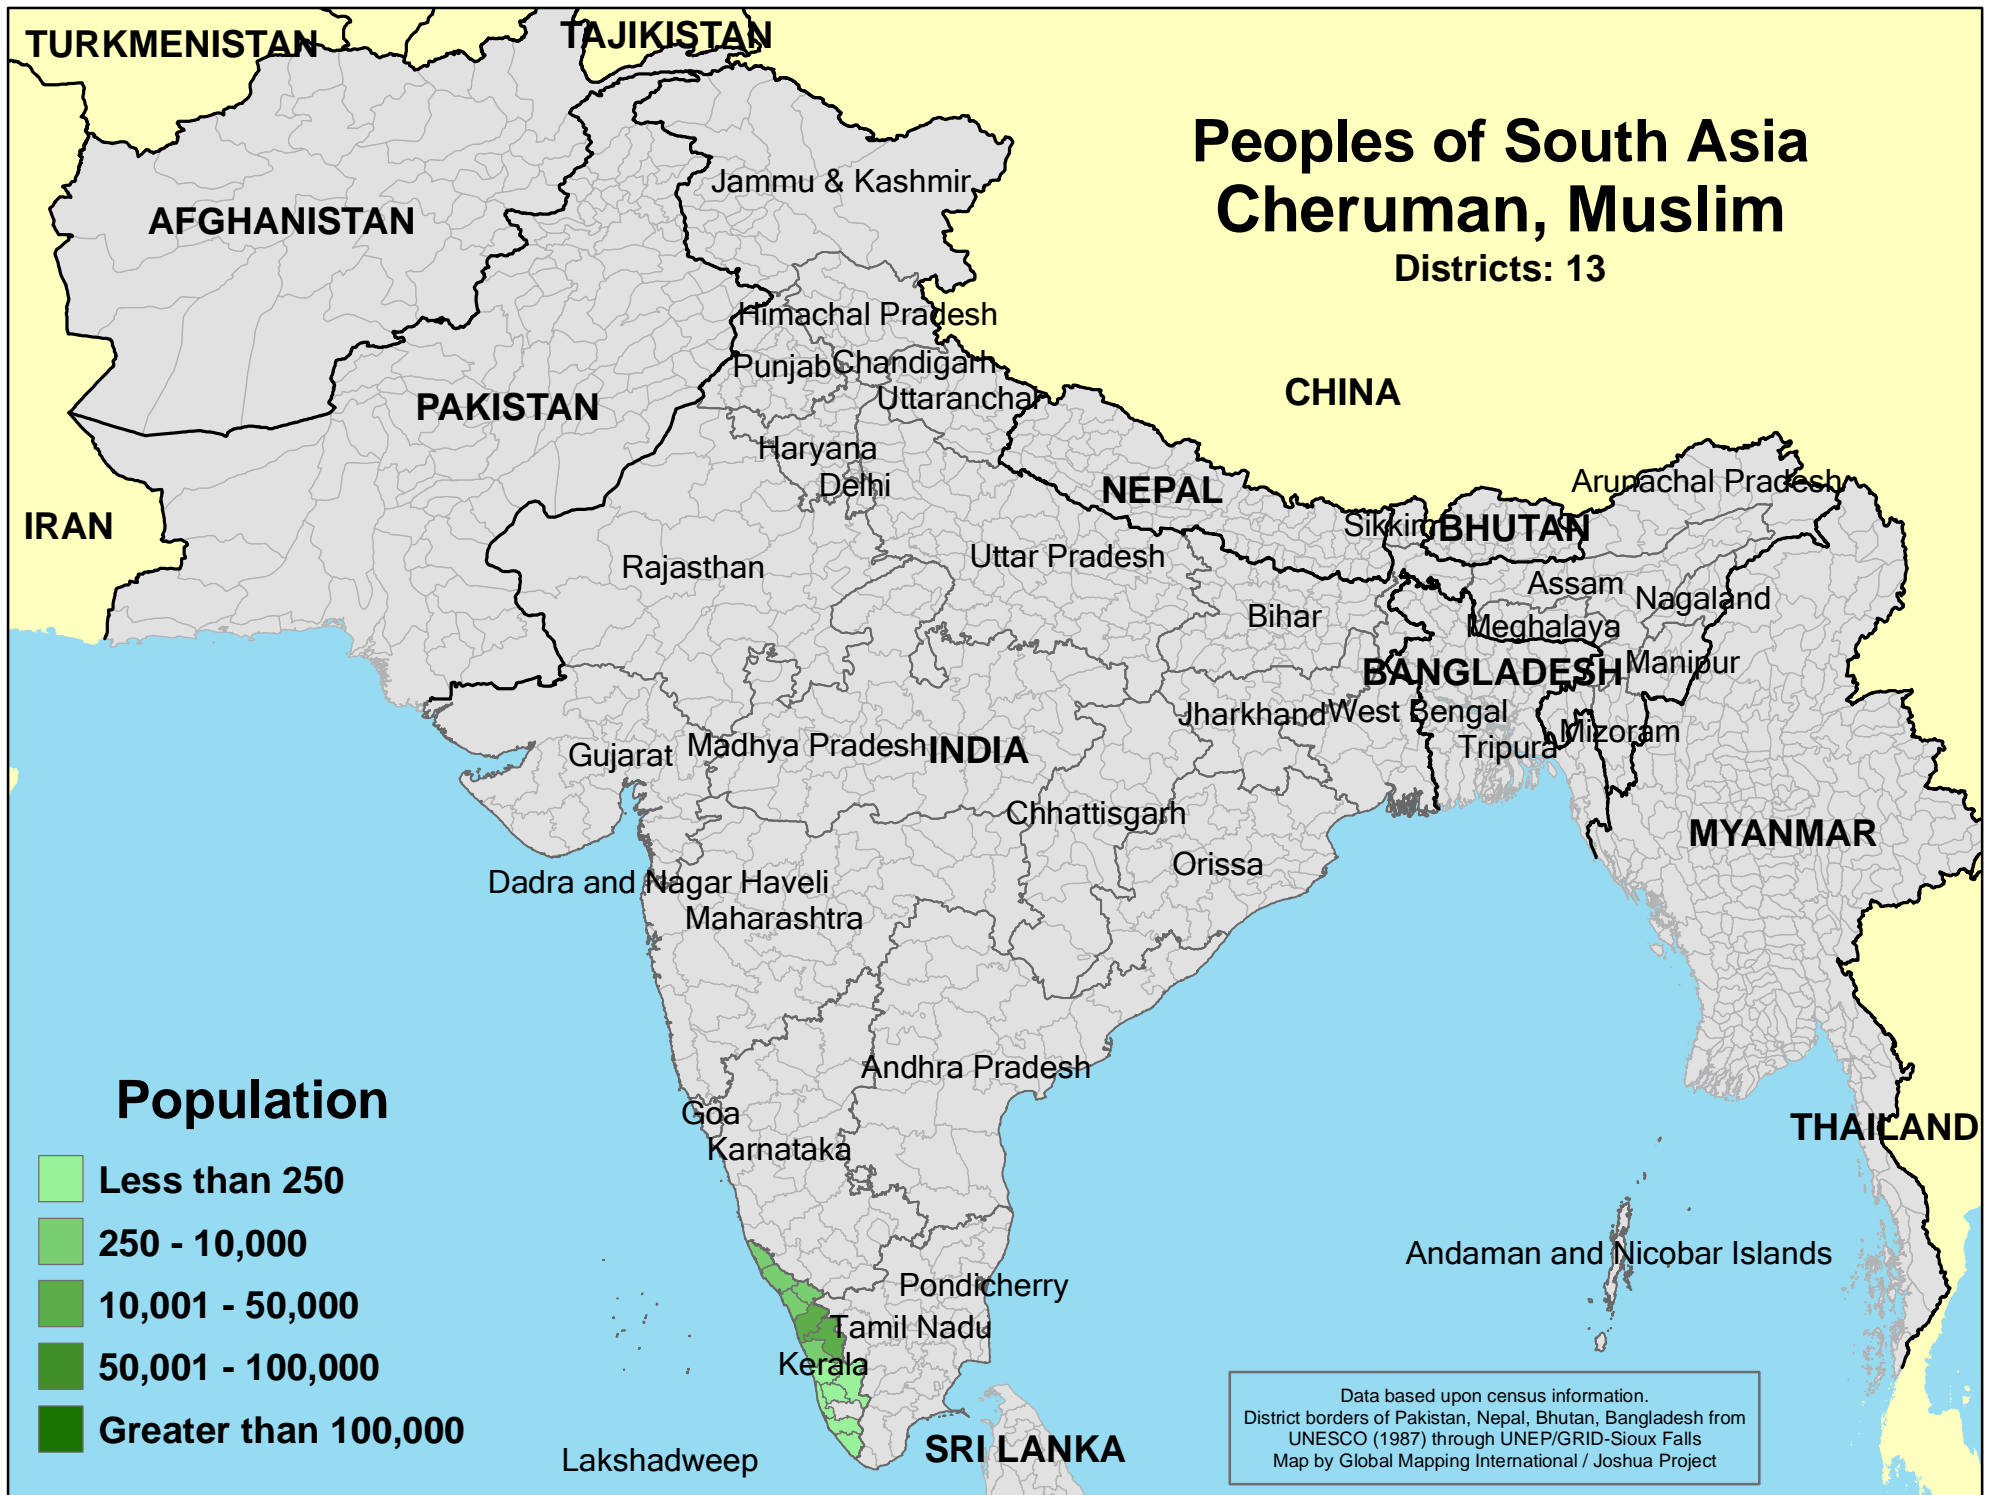 TURKMENISTAN
TAJIKISTAN
Peoples of South Asia
Cheruman, Muslim
Districts: 13
Jammu & Kashmir
AFGHANISTAN
Himachal Pradesh
Punjab
Chandigarh
CHINA
Uttaranchal
PAKISTAN
Haryana
Delhi
NEPAL
Arunachal Pradesh
IRAN
Sikkim
BHUTAN
Uttar Pradesh
Rajasthan
Assam
Nagaland
Bihar
Meghalaya
BANGLADESH
Manipur
Jharkhand
West Bengal
Mizoram
Tripura
Gujarat
Madhya Pradesh
INDIA
Chhattisgarh
MYANMAR
Orissa
Dadra and Nagar Haveli
Maharashtra
Andhra Pradesh
Goa
Karnataka
THAILAND
Andaman and Nicobar Islands
Pondicherry
Tamil Nadu
Kerala
SRI LANKA
Lakshadweep
Population
Less than 250
250 - 10,000
10,001 - 50,000
50,001 - 100,000
Greater than 100,000
Data based upon census information.
District borders of Pakistan, Nepal, Bhutan, Bangladesh from
UNESCO (1987) through UNEP/GRID-Sioux Falls
Map by Global Mapping International / Joshua Project